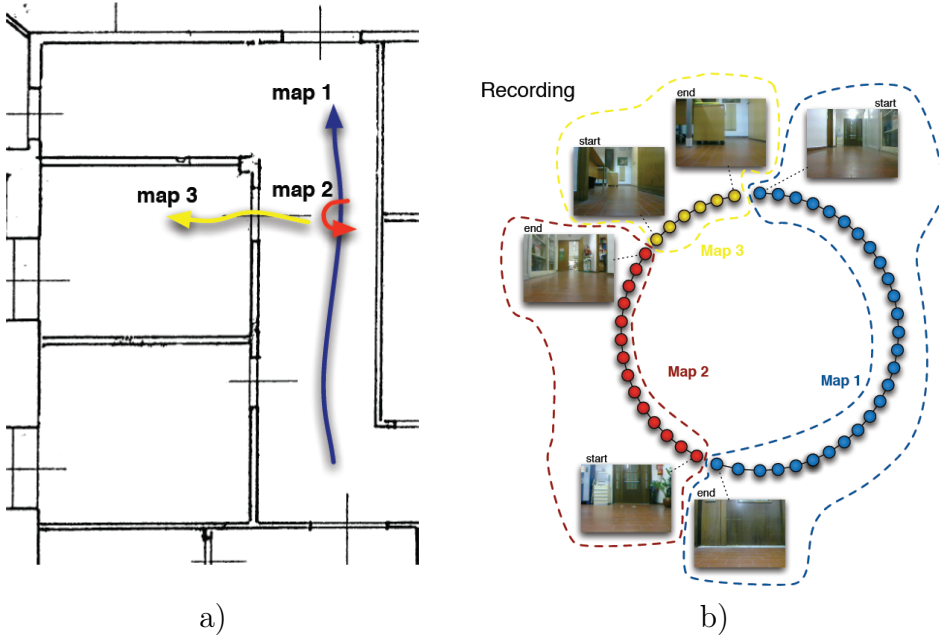 map 1
map 3
map 2
a)
Recording
end
start
start
end
Map 3
Map 2
Map 1
start
end
b)